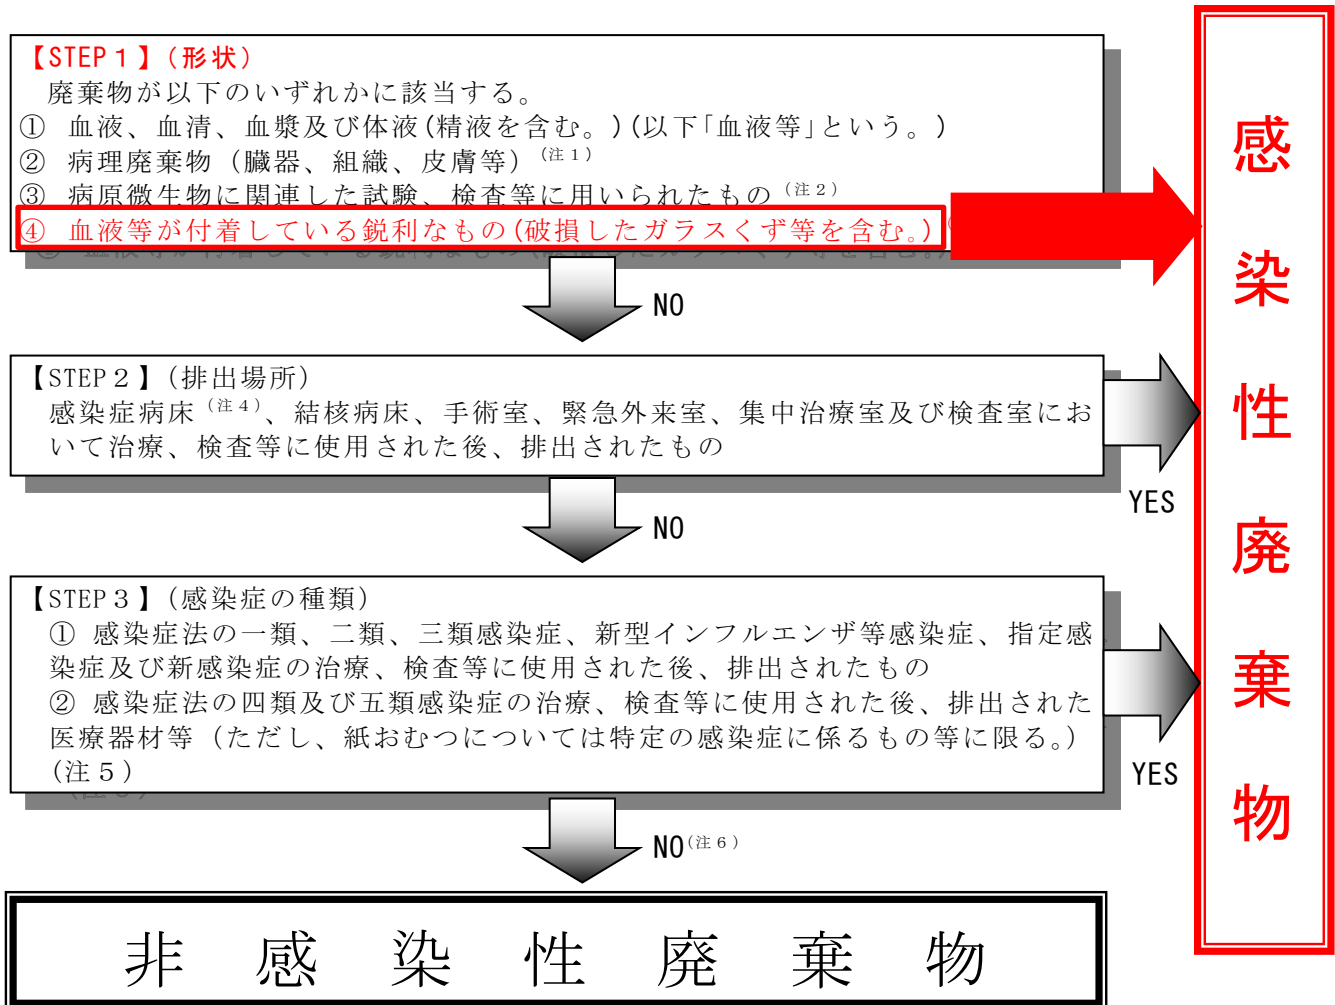 【STEP１】(形状)
廃棄物が以下のいずれかに該当する。
① 血液、血清、血漿及び体液(精液を含む。)(以下「血液等」という。)
② 病理廃棄物（臓器、組織、皮膚等）(注１)
③ 病原微生物に関連した試験、検査等に用いられたもの(注２)
④ 血液等が付着している鋭利なもの(破損したガラスくず等を含む。)
NO
【STEP２】(排出場所)
感染症病床(注４)、結核病床、手術室、緊急外来室、集中治療室及び検査室にお
いて治療、検査等に使用された後、排出されたもの
YES
NO
【STEP３】(感染症の種類)
① 感染症法の一類、二類、三類感染症、新型インフルエンザ等感染症、指定感
染症及び新感染症の治療、検査等に使用された後、排出されたもの
② 感染症法の四類及び五類感染症の治療、検査等に使用された後、排出された
医療器材等（ただし、紙おむつについては特定の感染症に係るもの等に限る。）
(注５)
YES
NO(注６)
非感染性廃棄物
感染性廃棄物